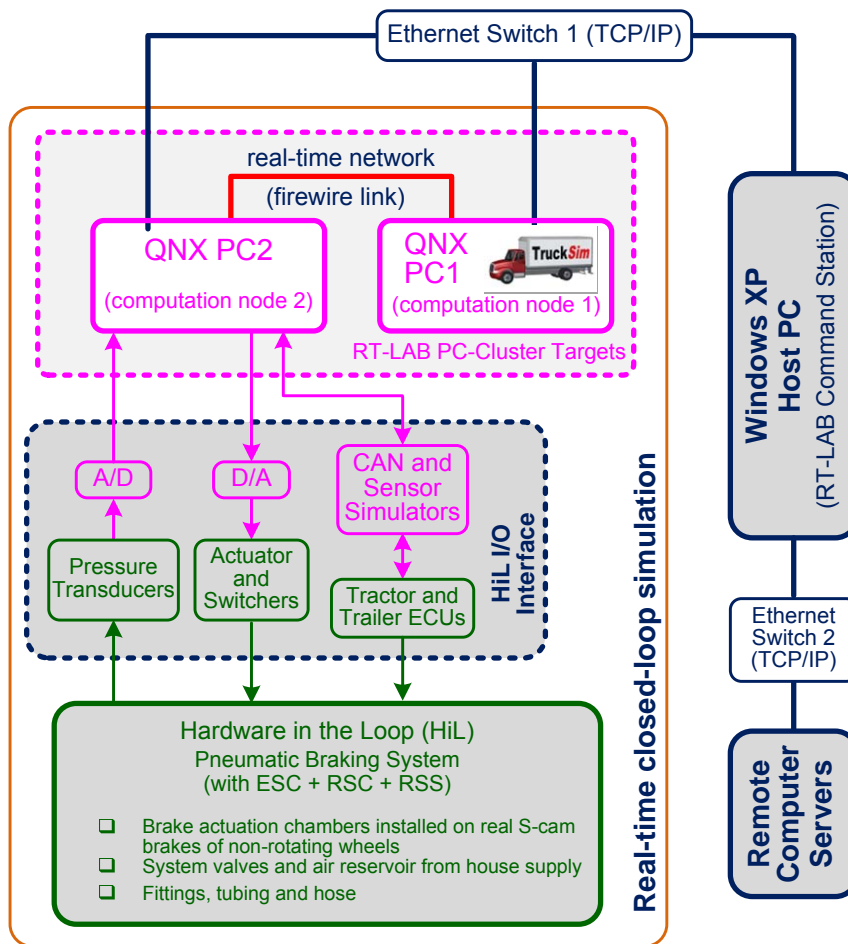 Ethernet Switch 1 (TCP/IP)
real-time network
(firewire link)
QNX PC2
(computation node 2)
QNX
PC1
TruckSim
(computation node 1)
RT-LAB PC-Cluster Targets
A/D
D/A
CAN and
Sensor
Simulators
Pressure
Transducers
Actuator
and
Switchers
Tractor and
Trailer ECUs
HiL I/O
Interface
Hardware in the Loop (HiL)
Pneumatic Braking System
(with ESC + RSC + RSS)
❑ Brake actuation chambers installed on real S-cam
brakes of non-rotating wheels
❑ System valves and air reservoir from house supply
❑ Fittings, tubing and hose
Real-time closed-loop simulation
Windows XP
Host PC
(RT-LAB Command Station)
Ethernet
Switch 2
(TCP/IP)
Remote
Computer
Servers